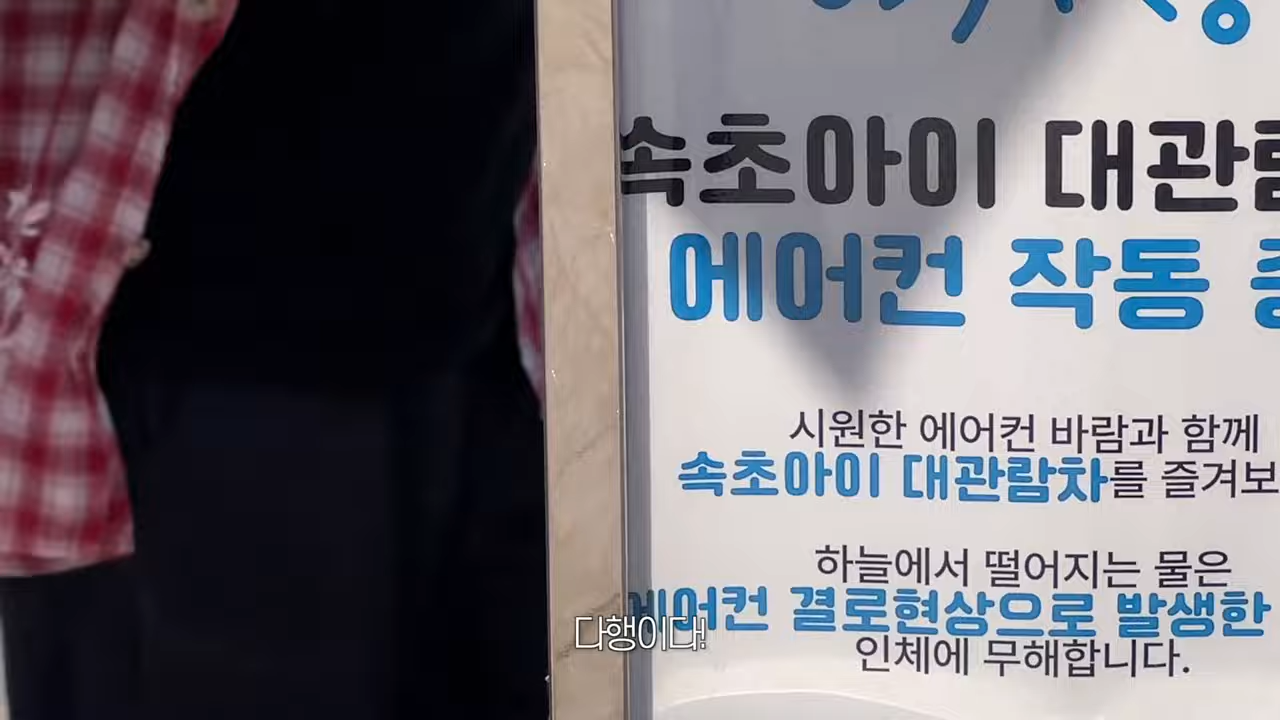 속초아이 대관람
에어컨 작동 중
시원한 에어컨 바람과 함께
속초아이 대관람차를 즐겨보
하늘에서 떨어지는 물은
에어컨 결로현상으로 발생한
인체에 무해합니다.
다행이다!